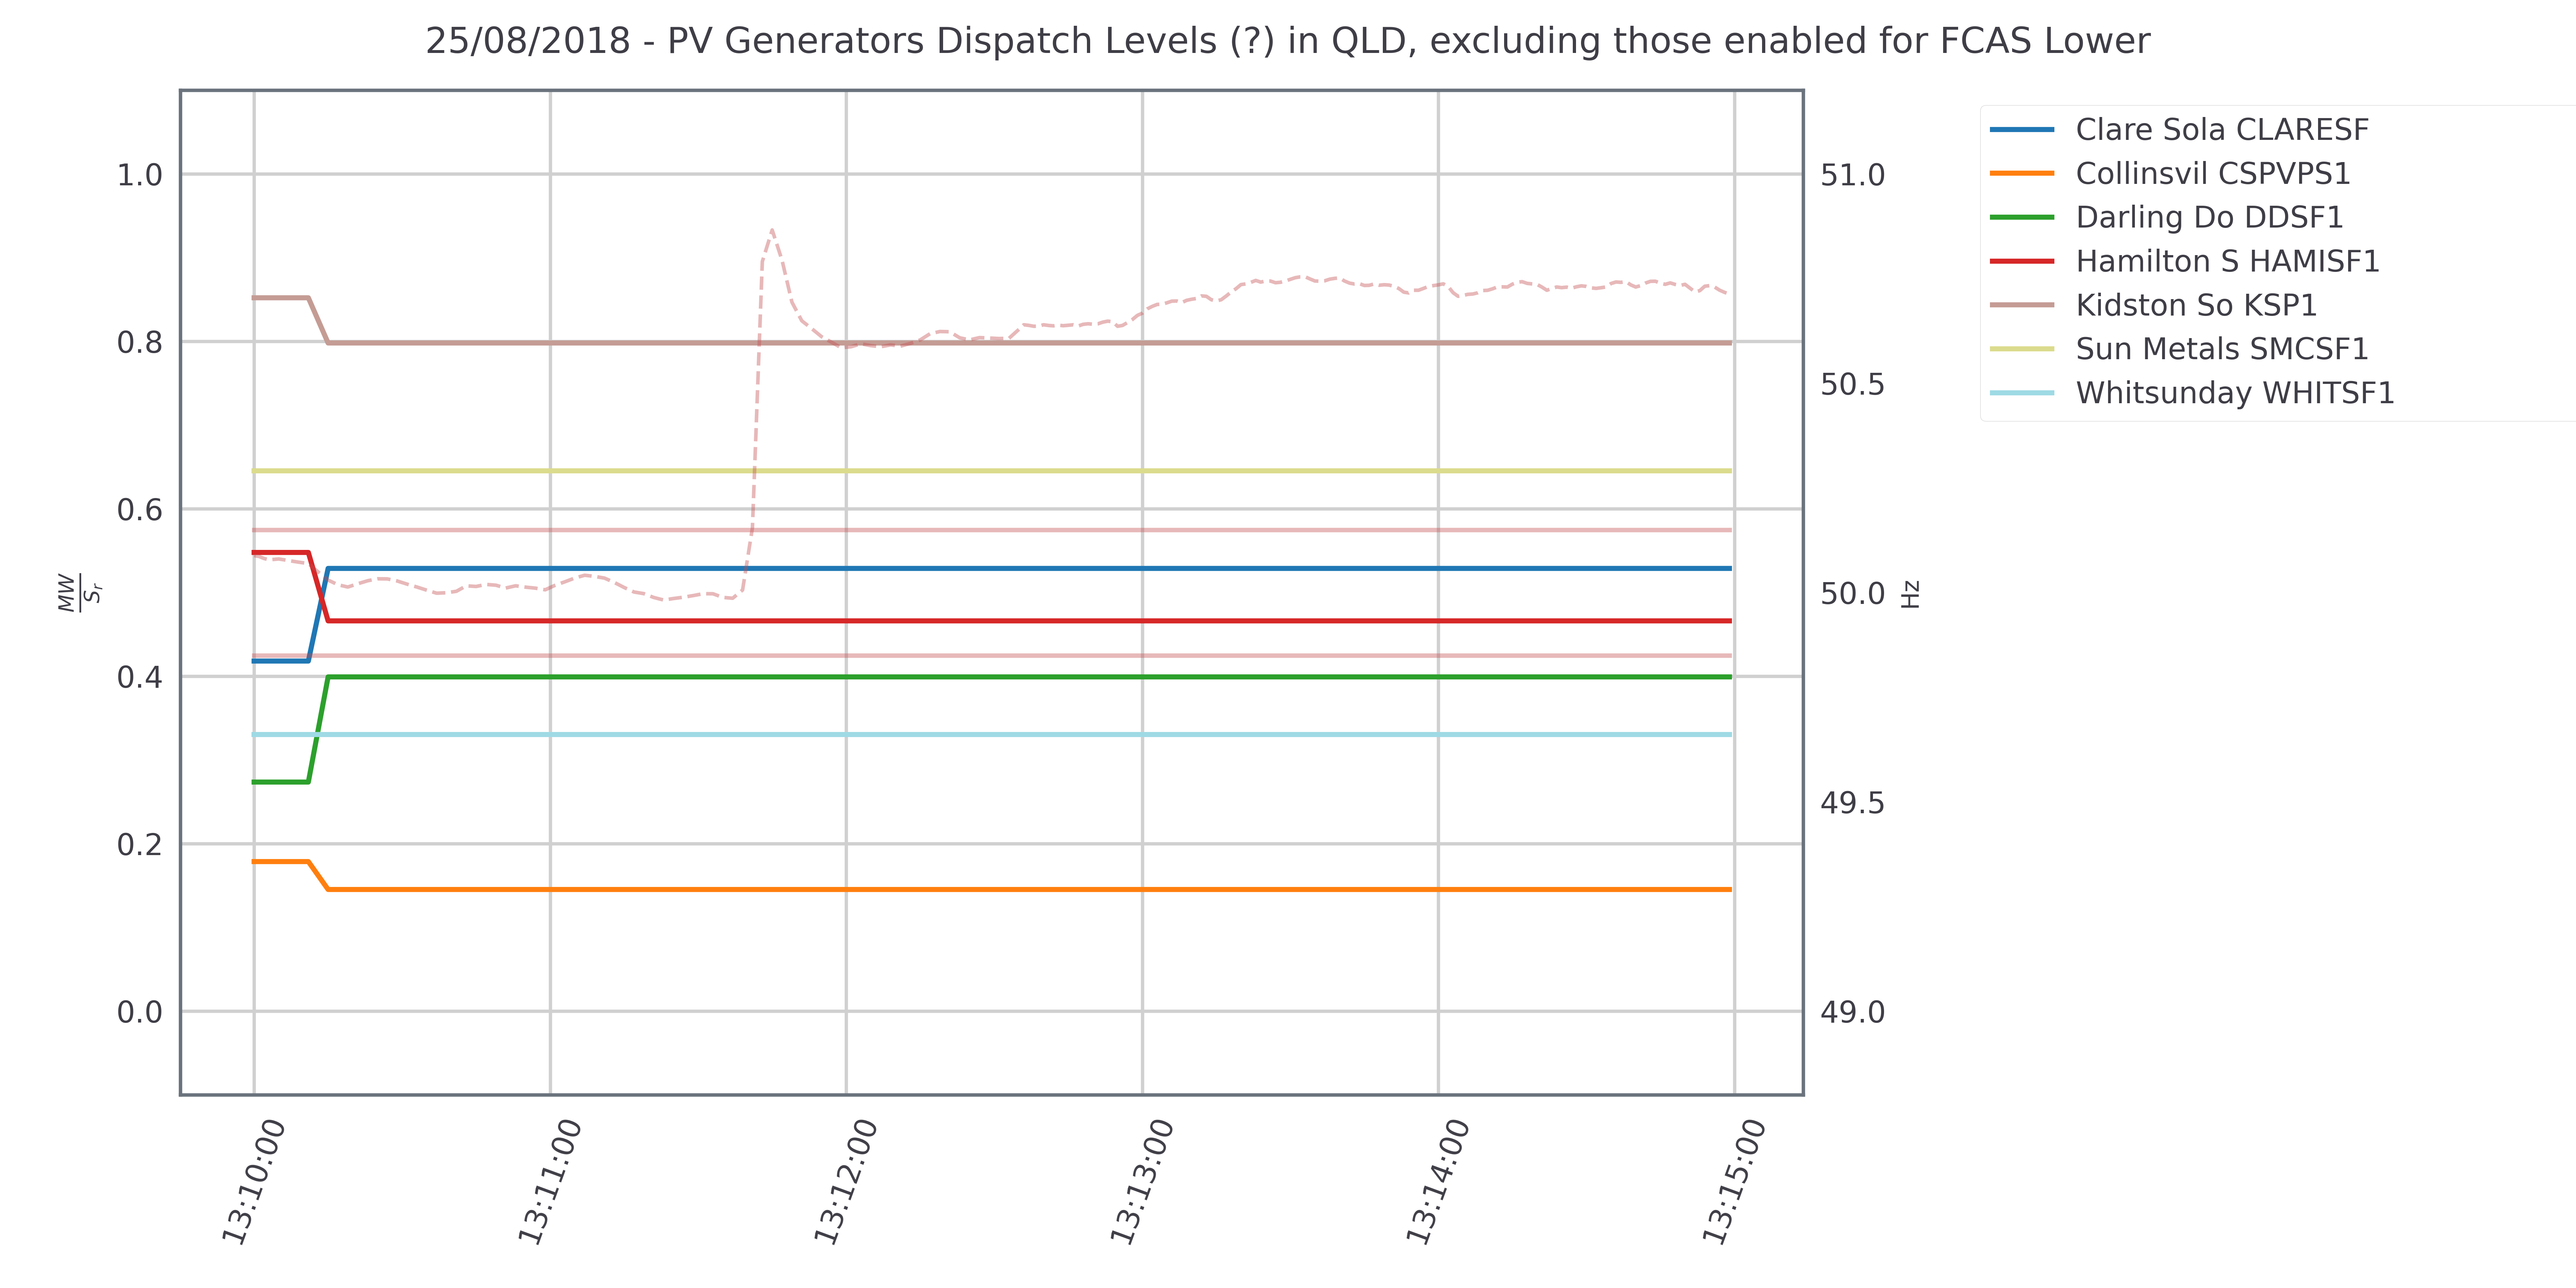 25/08/2018 - PV Generators Dispatch Levels (?) in QLD, excluding those enabled for FCAS Lower
1.0
0.8
0.6
0.4
0.2
0.0
MW
S_r
51.0
50.5
50.0
49.5
49.0
Hz
13:10:00
13:11:00
13:12:00
13:13:00
13:14:00
13:15:00
Clare Sola CLARESF
Collinsvil CSPVPS1
Darling Do DDSF1
Hamilton S HAMISF1
Kidston So KSP1
Sun Metals SMCSF1
Whitsunday WHITSF1